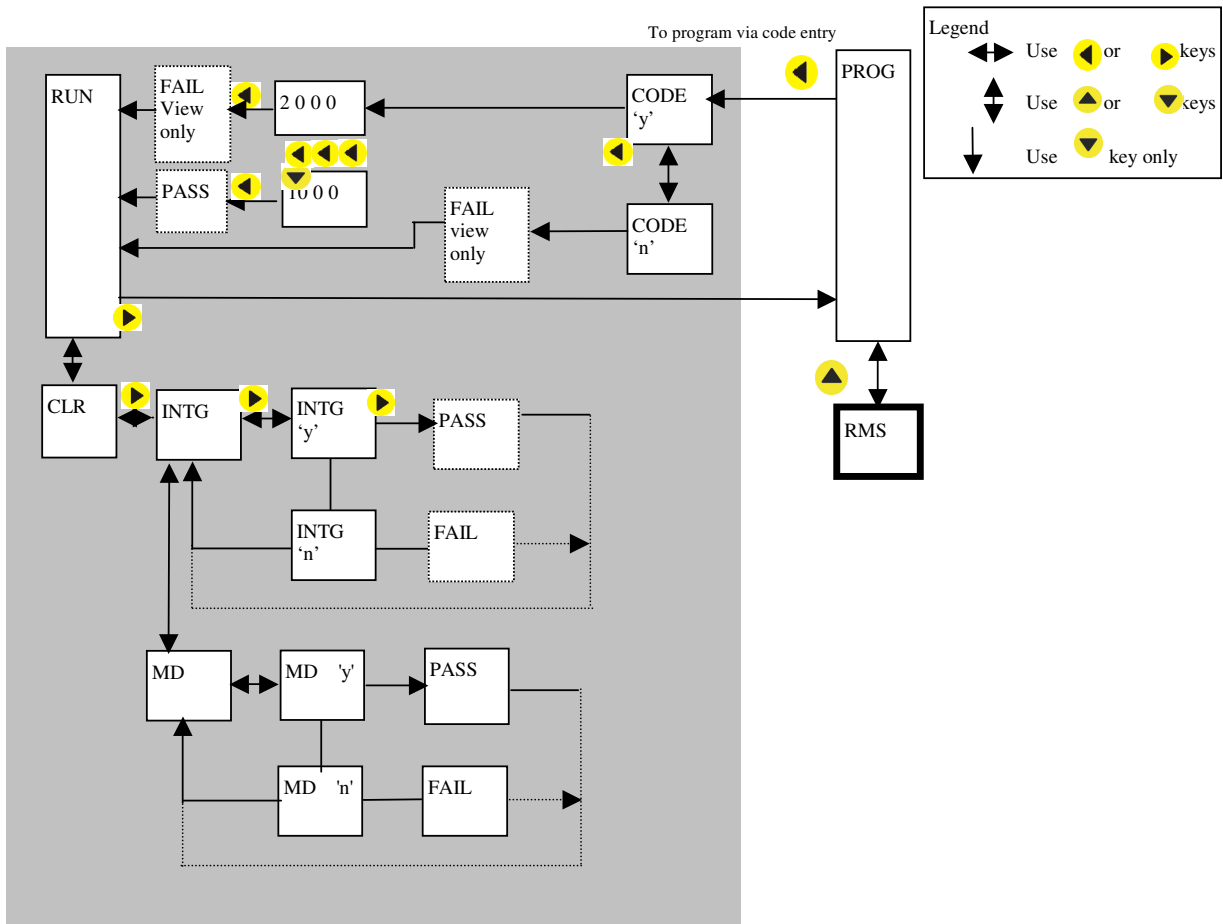 To program via code entry
Legend
Use or keys
Use or keys
Use key only
RUN
FAIL
View
only
2 0 0 0
CODE
‘y’
PROG
PASS
10 0 0
FAIL
view
only
CODE
‘n’
CLR
INTG
INTG
‘y’
PASS
RMS
INTG
‘n’
FAIL
MD
MD 'y'
PASS
MD 'n'
FAIL